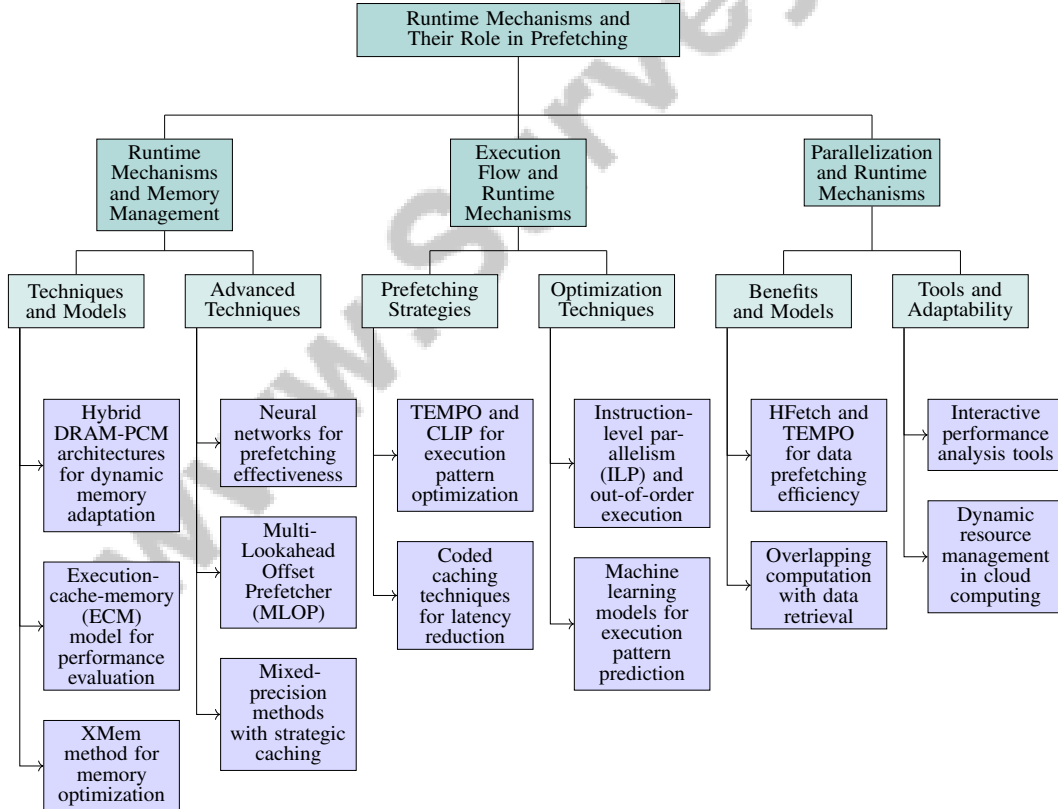 Runtime Mechanisms and
Their Role in Prefetching
Runtime
Mechanisms
and Memory
Management
Execution
Flow and
Runtime
Mechanisms
Parallelization
and Runtime
Mechanisms
Techniques
and Models
Advanced
Techniques
Prefetching
Strategies
Optimization
Techniques
Benefits
and Models
Tools and
Adaptability
Hybrid
DRAM-PCM
architectures
for dynamic
memory
adaptation
Execution-
cache-memory
(ECM)
model for
performance
evaluation
XMem
method for
memory
optimization
Neural
networks for
prefetching
effectiveness
Multi-
Lookahead
Offset
Prefetcher
(MLOP)
Mixed-
precision
methods
with strategic
caching
TEMPO and
CLIP for
execution
pattern
optimization
Coded
caching
techniques
for latency
reduction
Instruction-
level par-
allelism
(ILP) and
out-of-order
execution
Machine
learning
models for
execution
pattern
prediction
HFetch and
TEMPO
for data
prefetching
efficiency
Overlapping
computation
with data
retrieval
Interactive
performance
analysis tools
Dynamic
resource
management
in cloud
computing
www.Survey